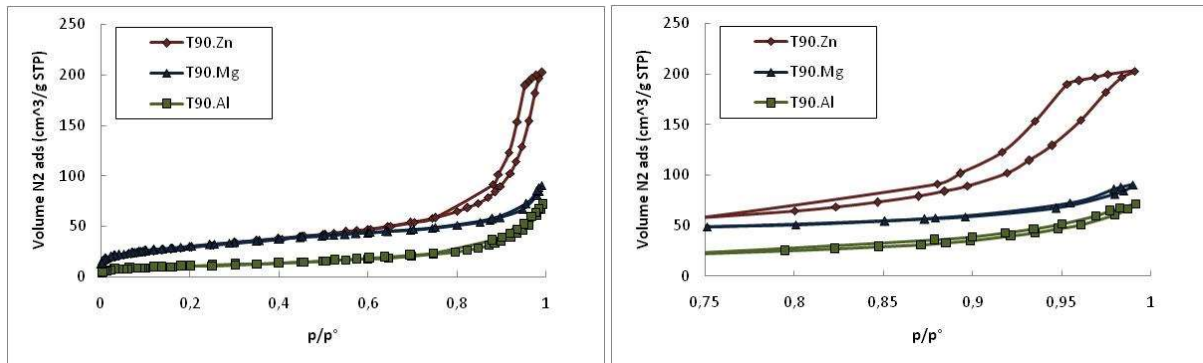 250
200
150
100
50
0
Volume N2 ads (cm^3/g STP)
T90.Zn
T90.Mg
T90.Al
0 0,2 0,4 0,6 0,8 1
p/p°
250
200
150
100
50
0
Volume N2 ads (cm^3/g STP)
T90.Zn
T90.Mg
T90.Al
0,75 0,8 0,85 0,9 0,95 1
p/p°